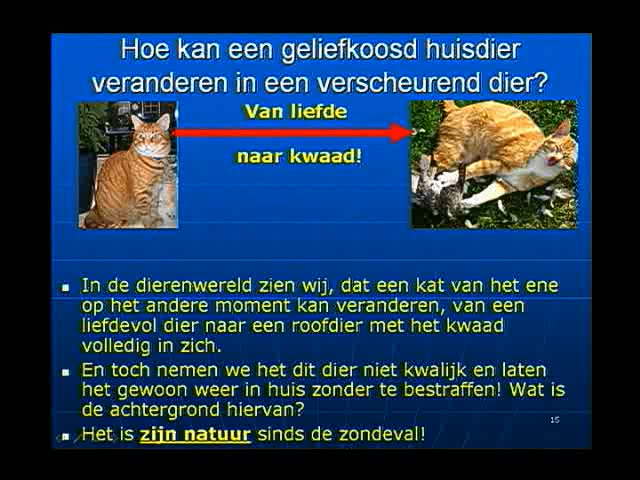 Hoe kan een geliefkoosd huisdier
veranderen in een verscheurend dier?
Van liefde
naar kwaad!
In de dierenwereld zien wij, dat een kat van het ene
op het andere moment kan veranderen, van een
liefdevol dier naar een roofdier met het kwaad
volledig in zich.
En toch nemen we het dit dier niet kwalijk en laten
het gewoon weer in huis zonder te bestraffen! Wat is
de achtergrond hiervan?
15
Het is zijn natuur sinds de zondeval!